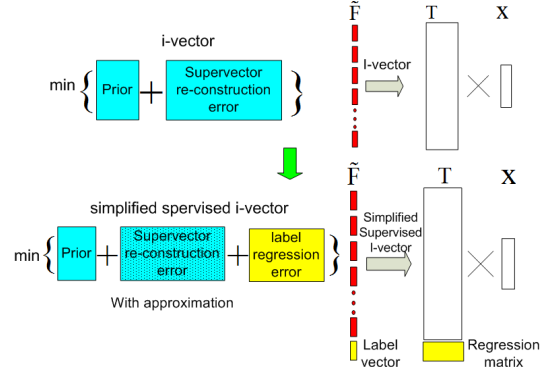 i-vector
min { Prior + Supervector re-construction error }
F̃
I-vector
T
x
simplified spervised i-vector
min { Prior + Supervector re-construction error + label regression error }
With approximation
F̃
Simplified
Supervised
I-vector
T
x
Label
vector
Regression
matrix